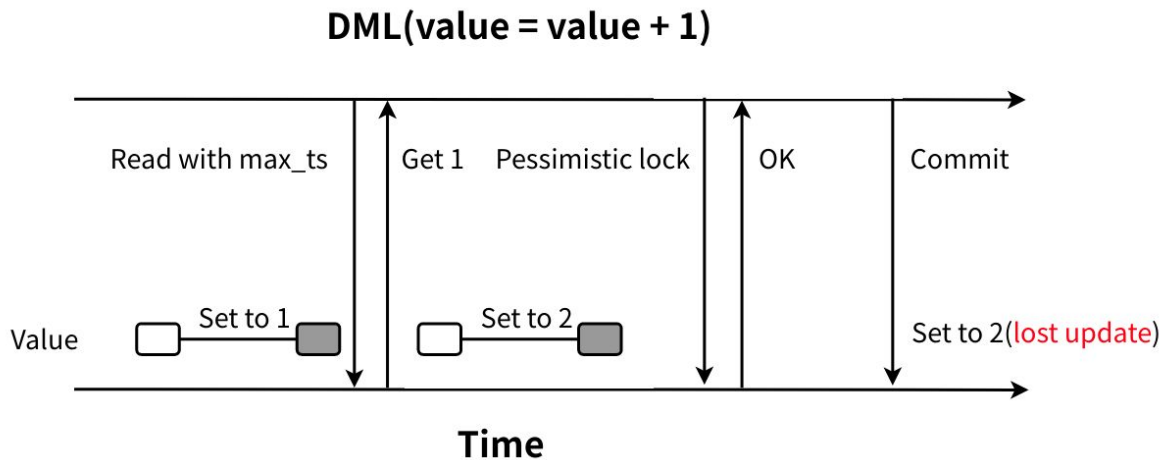 DML(value = value + 1)
Read with max_ts
Get 1
Pessimistic lock
OK
Commit
Value
Set to 1
Set to 2
Set to 2(lost update)
Time